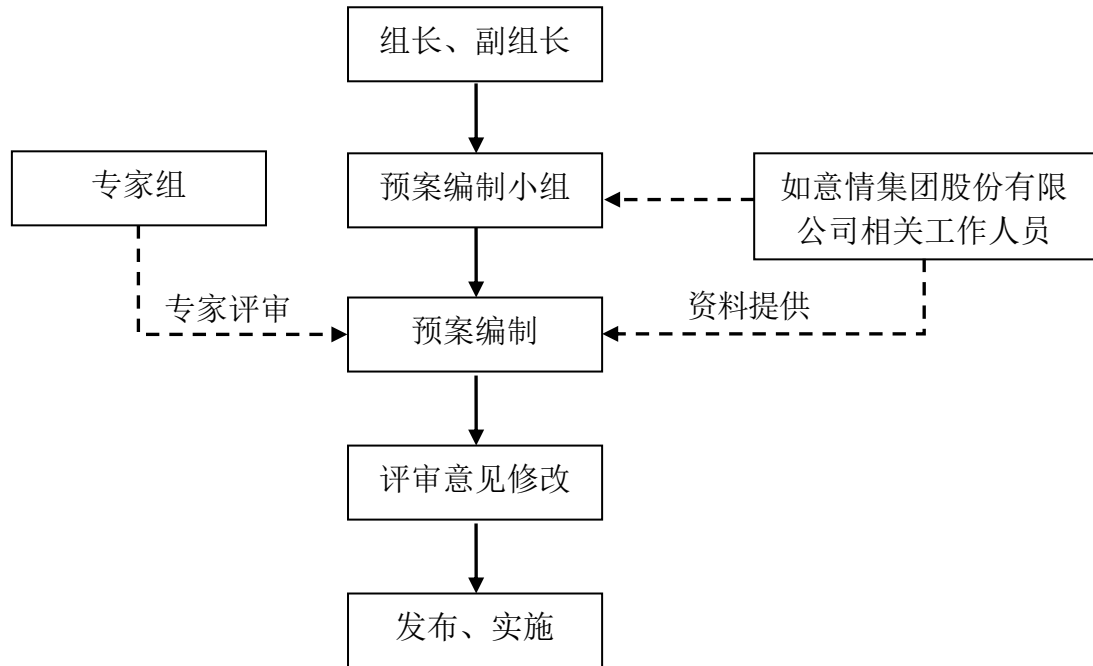 组长、副组长
专家组
预案编制小组
如意情集团股份有限
公司相关工作人员
专家评审
资料提供
预案编制
评审意见修改
发布、实施